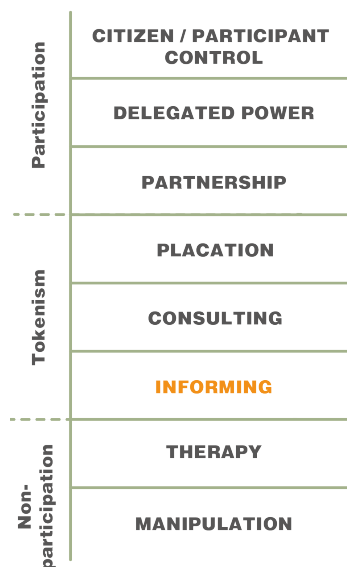 Participation
CITIZEN / PARTICIPANT
CONTROL
DELEGATED POWER
PARTNERSHIP
Tokenism
PLACATION
CONSULTING
INFORMING
Non-
participation
THERAPY
MANIPULATION